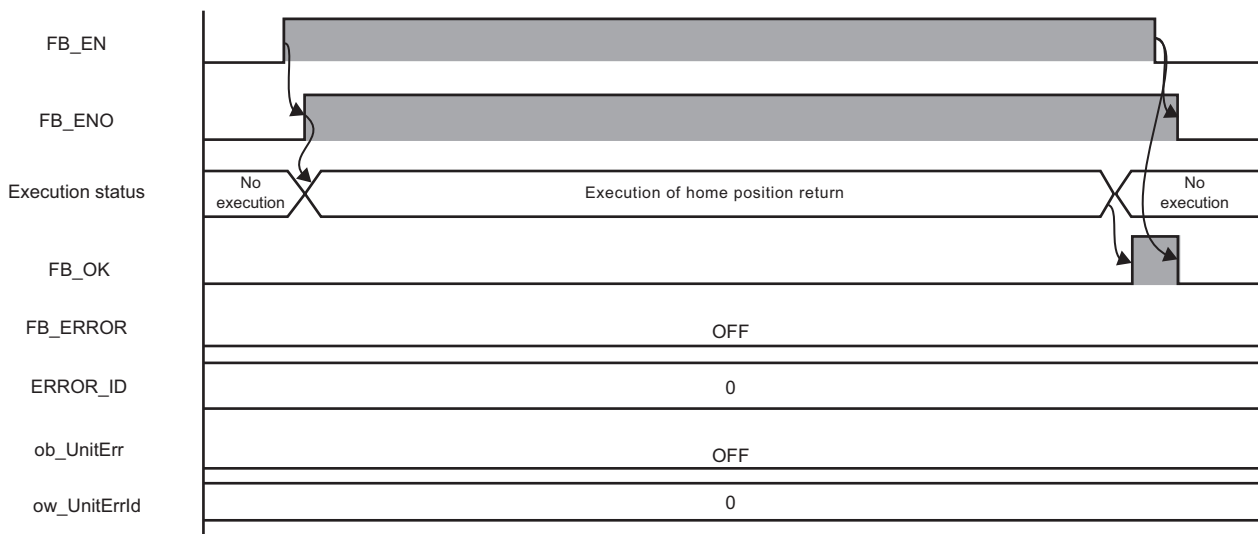 FB_EN
FB_ENO
Execution status
No
execution
Execution of home position return
No
execution
FB_OK
FB_ERROR
OFF
ERROR_ID
0
ob_UnitErr
OFF
ow_UnitErrId
0